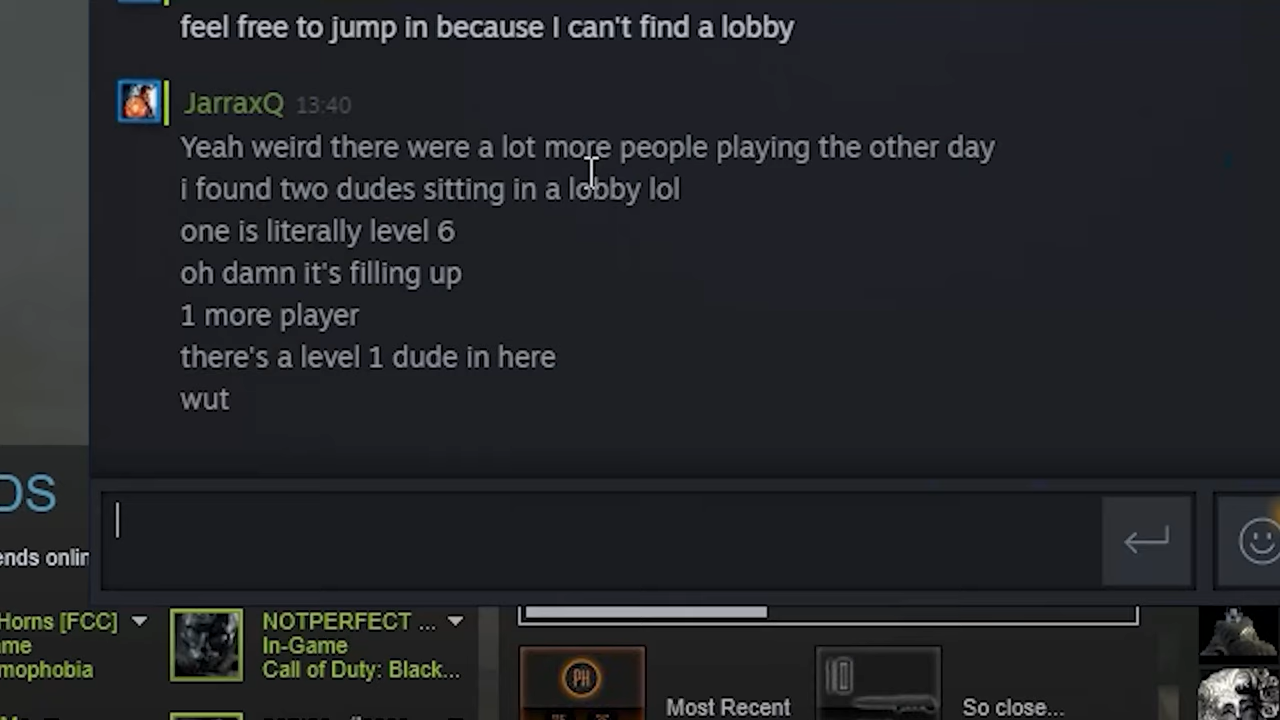 feel free to jump in because I can't find a lobby
JarraxQ 13:40
Yeah weird there were a lot more people playing the other day
i found two dudes sitting in a lobby lol
one is literally level 6
oh damn it's filling up
1 more player
there's a level 1 dude in here
wut
DS
ends onlin
Horns [FCC]
me
mophobia
NOTPERFECT ...
In-Game
Call of Duty: Black...
PH
Most Recent
10
So close...